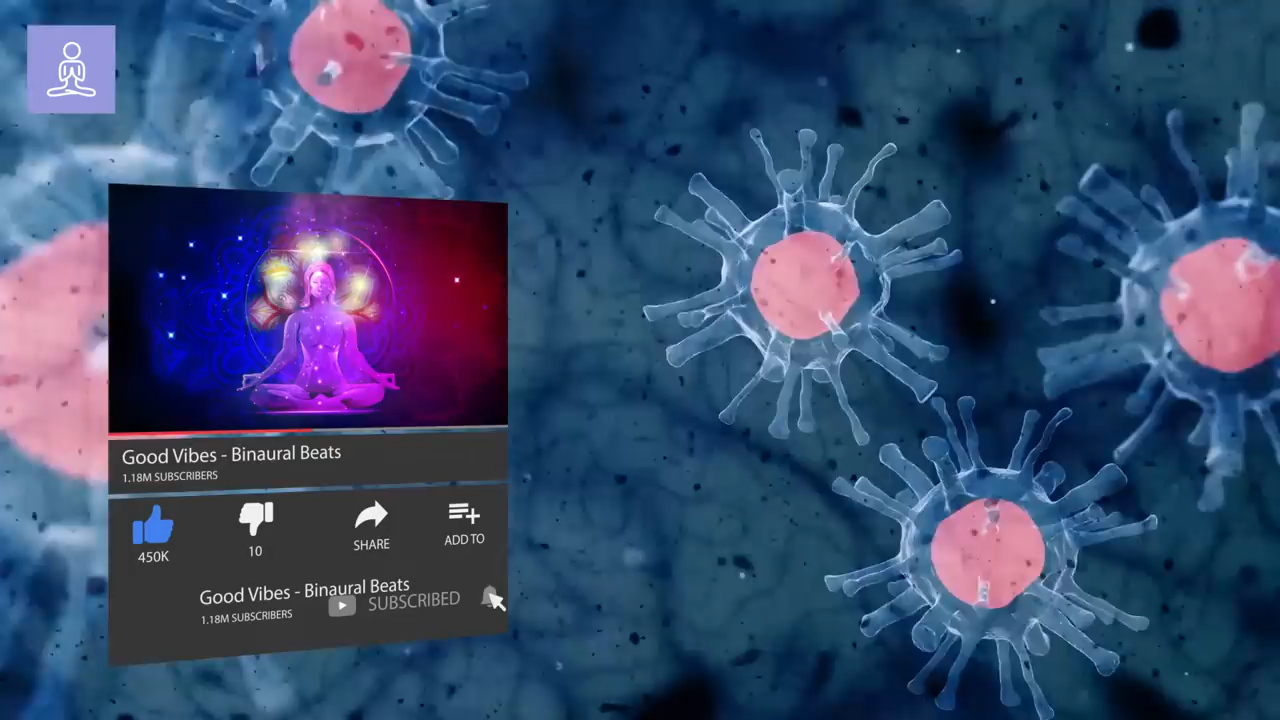 Good Vibes - Binaural Beats
1.18M SUBSCRIBERS
450K
10
SHARE
ADD TO
Good Vibes - Binaural Beats
1.18M SUBSCRIBERS
SUBSCRIBED